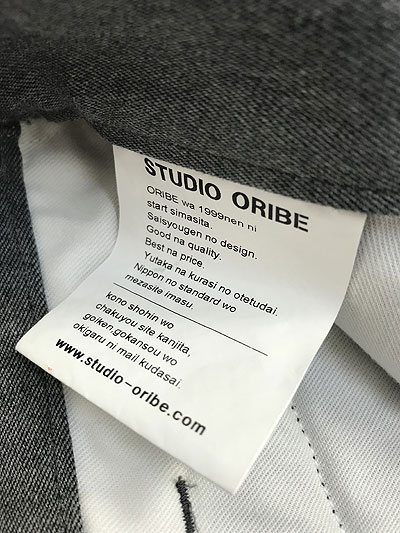 STUDIO ORIBE
ORIBE wa 1999nen ni
start simasita.
Saisyougen no design.
Good na quality.
Best na price.
Yutaka na kurasi no otetudai.
Nippon no standard wo
mezasite imasu.
kono shohin wo
chakuyou site kanjita,
goiken,gokansou wo
okigaru ni mail kudasai.
www.studio-oribe.com